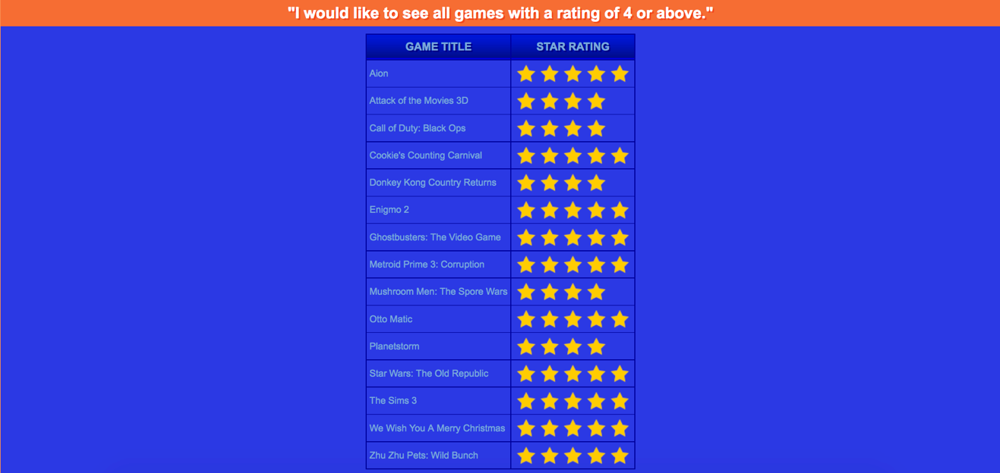 "I would like to see all games with a rating of 4 or above."
GAME TITLE STAR RATING
Aion
Attack of the Movies 3D
Call of Duty: Black Ops
Cookie's Counting Carnival
Donkey Kong Country Returns
Enigmo 2
Ghostbusters: The Video Game
Metroid Prime 3: Corruption
Mushroom Men: The Spore Wars
Otto Matic
Planetstorm
Star Wars: The Old Republic
The Sims 3
We Wish You A Merry Christmas
Zhu Zhu Pets: Wild Bunch